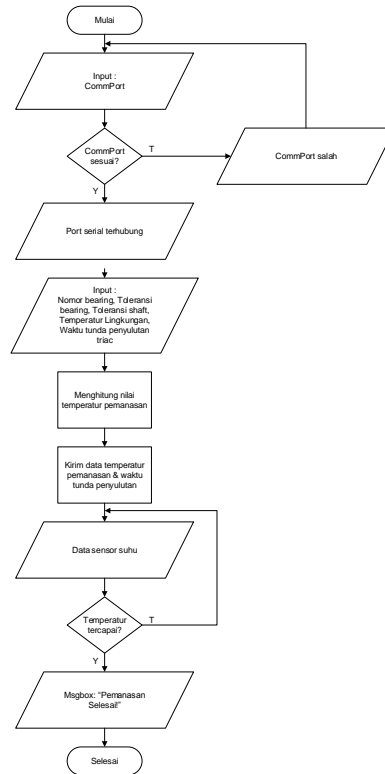 Mulai
Input :
CommPort
CommPort
sesuai?
T
CommPort salah
Y
Port serial terhubung
Input :
Nomor bearing, Toleransi
bearing, Toleransi shaft,
Temperatur Lingkungan,
Waktu tunda penyulutan
triac
Menghitung nilai
temperatur pemanasan
Kirim data temperatur
pemanasan & waktu
tunda penyulutan
Data sensor suhu
Temperatur
tercapai?
T
Y
Msgbox: “Pemanasan
Selesai!”
Selesai